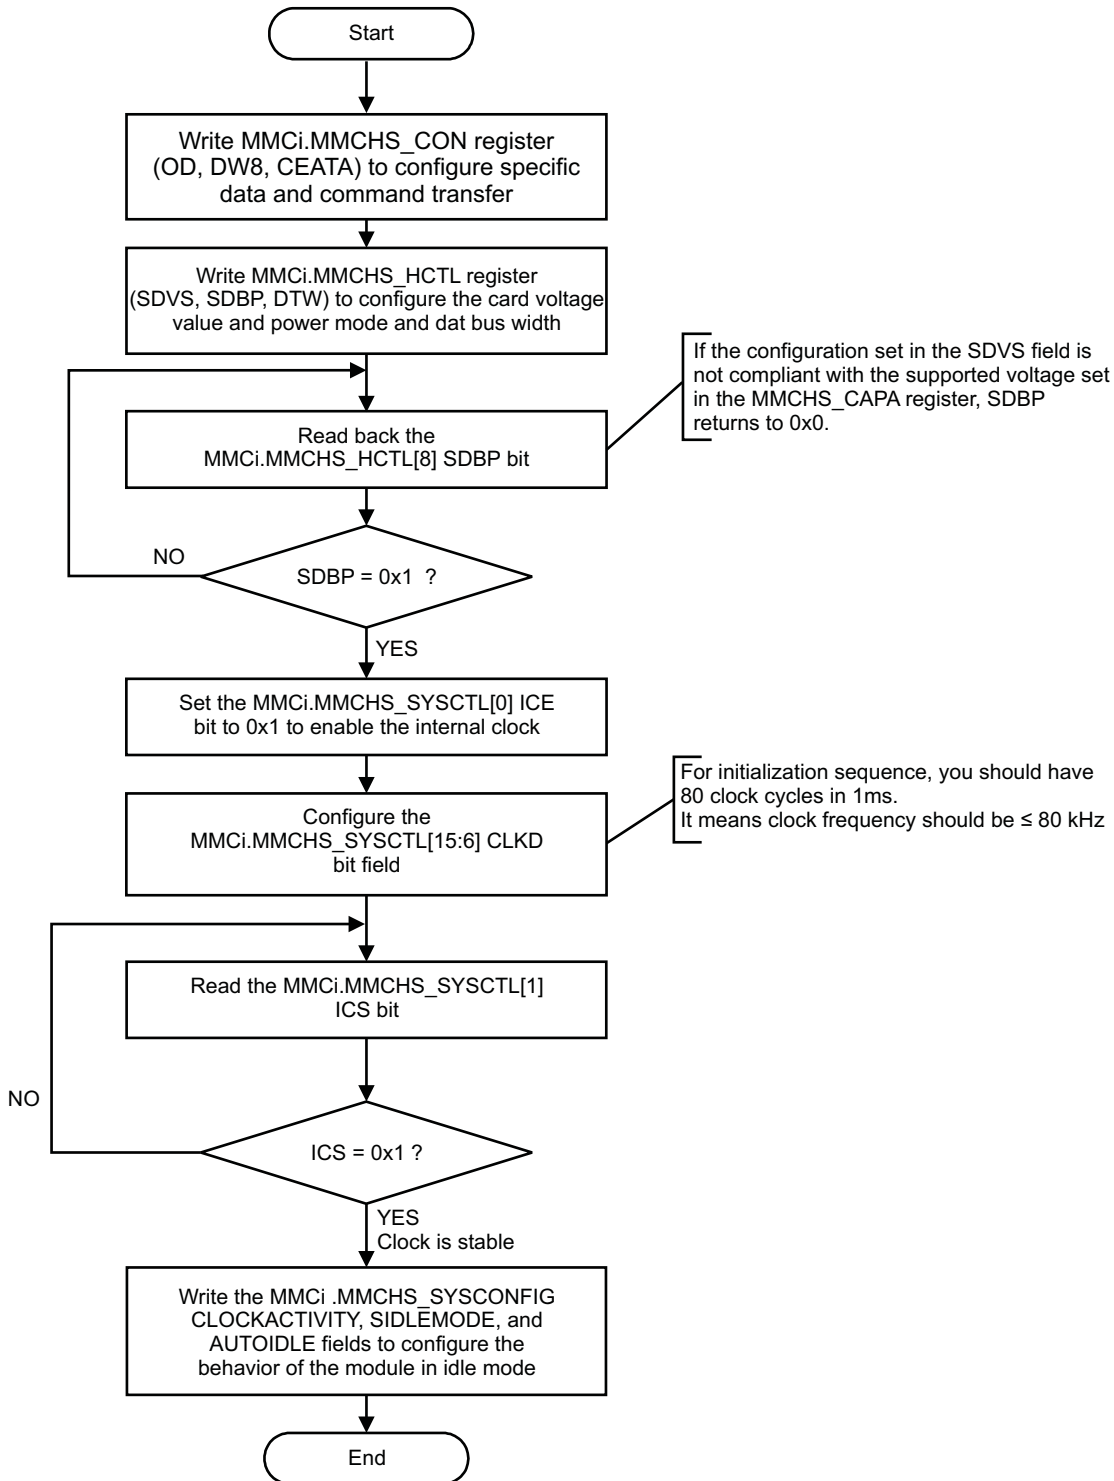 Start
Write MMCi.MMCHS_CON register
(OD, DW8, CEATA) to configure specific
data and command transfer
Write MMCi.MMCHS_HCTL register
(SDVS, SDBP, DTW) to configure the card voltage
value and power mode and dat bus width
If the configuration set in the SDVS field is
not compliant with the supported voltage set
in the MMCHS_CAPA register, SDBP
returns to 0x0.
Read back the
MMCi.MMCHS_HCTL[8] SDBP bit
NO
SDBP = 0x1 ?
YES
Set the MMCi.MMCHS_SYSCTL[0] ICE
bit to 0x1 to enable the internal clock
For initialization sequence, you should have
80 clock cycles in 1ms.
It means clock frequency should be ≤ 80 kHz
Configure the
MMCi.MMCHS_SYSCTL[15:6] CLKD
bit field
Read the MMCi.MMCHS_SYSCTL[1]
ICS bit
NO
ICS = 0x1 ?
YES
Clock is stable
Write the MMCi .MMCHS_SYSCONFIG
CLOCKACTIVITY, SIDLEMODE, and
AUTOIDLE fields to configure the
behavior of the module in idle mode
End